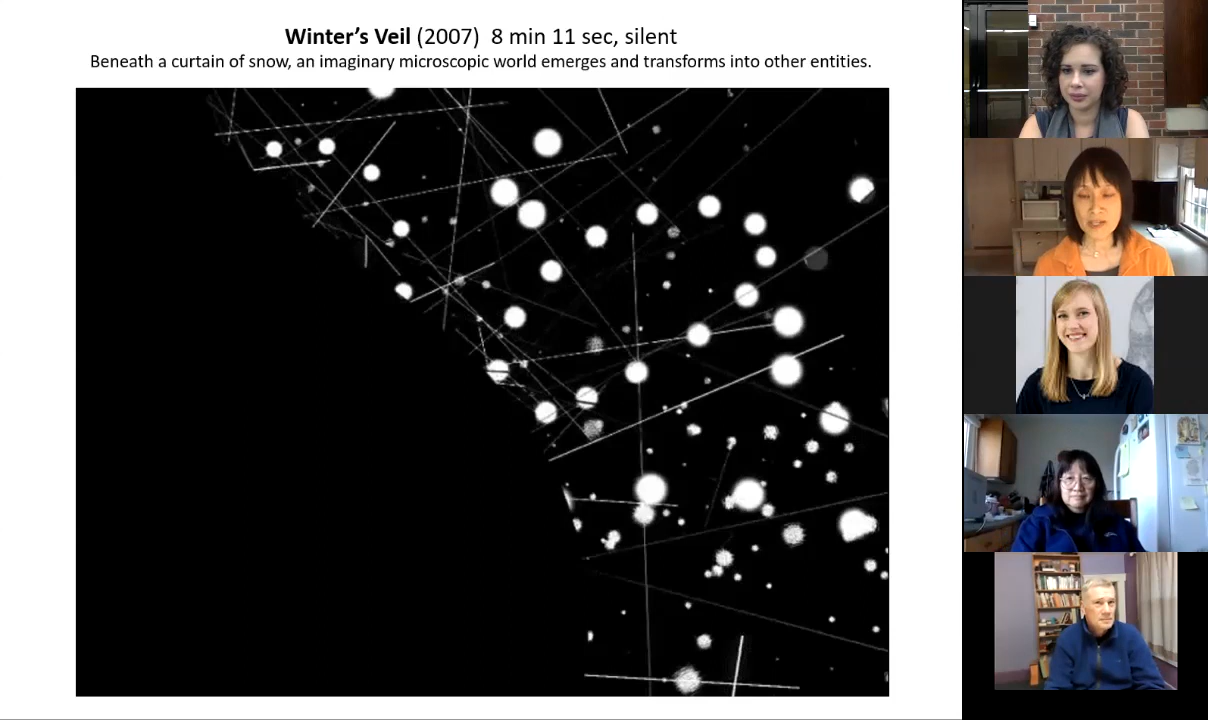 Winter’s Veil (2007)  8 min 11 sec, silent
Beneath a curtain of snow, an imaginary microscopic world emerges and transforms into other entities.